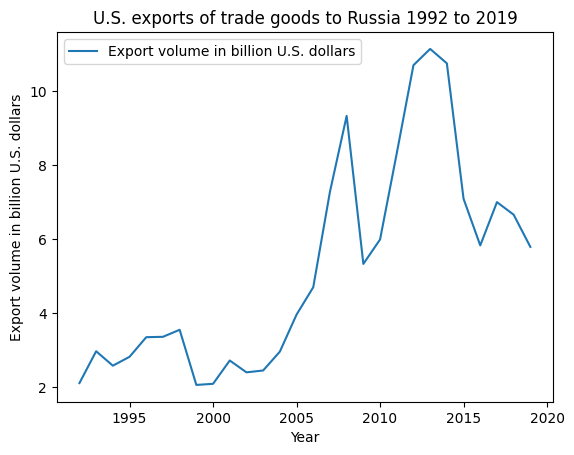 U.S. exports of trade goods to Russia 1992 to 2019
Export volume in billion U.S. dollars
Export volume in billion U.S. dollars
10
8
6
4
2
1995 2000 2005 2010 2015 2020
Year